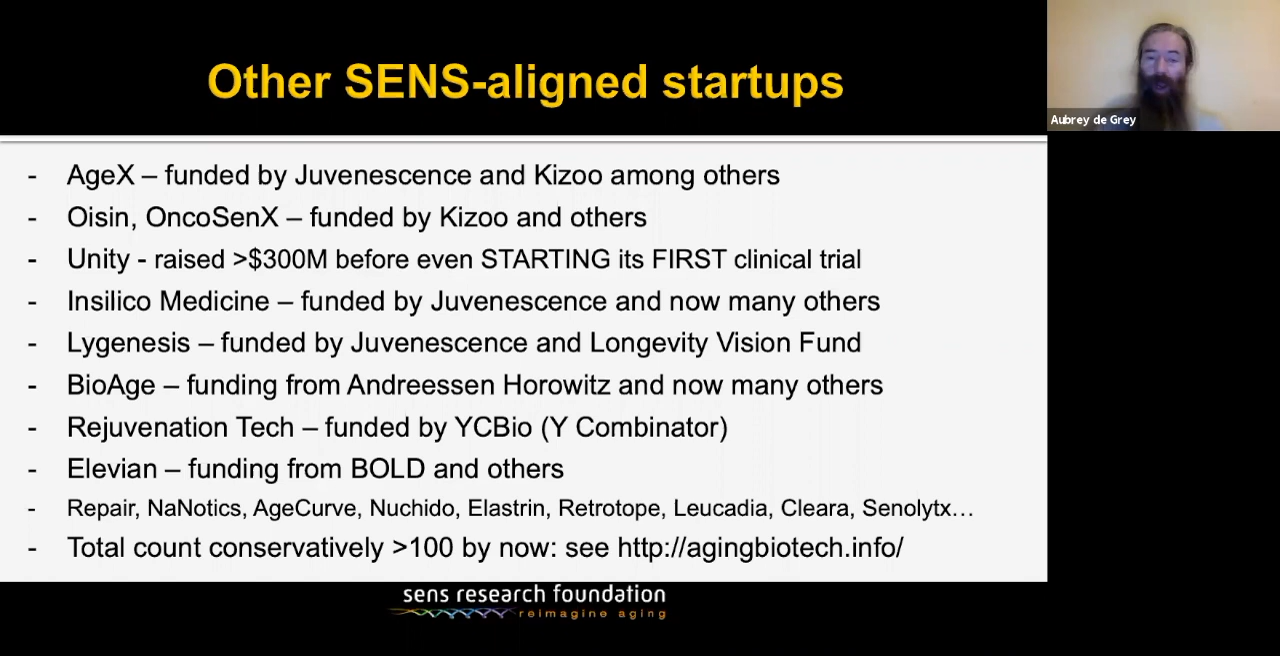 Other SENS-aligned startups
Aubrey de Grey
- AgeX – funded by Juvenescence and Kizoo among others
- Oisin, OncoSenX – funded by Kizoo and others
- Unity - raised >$300M before even STARTING its FIRST clinical trial
- Insilico Medicine – funded by Juvenescence and now many others
- Lygenesis – funded by Juvenescence and Longevity Vision Fund
- BioAge – funding from Andreessen Horowitz and now many others
- Rejuvenation Tech – funded by YCBio (Y Combinator)
- Elevian – funding from BOLD and others
- Repair, NaNotics, AgeCurve, Nuchido, Elastrin, Retrotope, Leucadia, Cleara, Senolytx…
- Total count conservatively >100 by now: see http://agingbiotech.info/
sens research foundation
reimagine aging